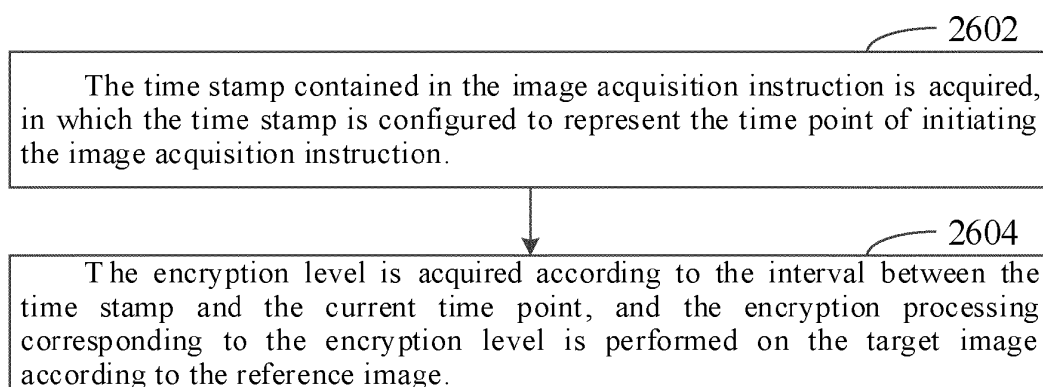 2602
The time stamp contained in the image acquisition instruction is acquired,
in which the time stamp is configured to represent the time point of initiating
the image acquisition instruction.
2604
The encryption level is acquired according to the interval between the
time stamp and the current time point, and the encryption processing
corresponding to the encryption level is performed on the target image
according to the reference image.